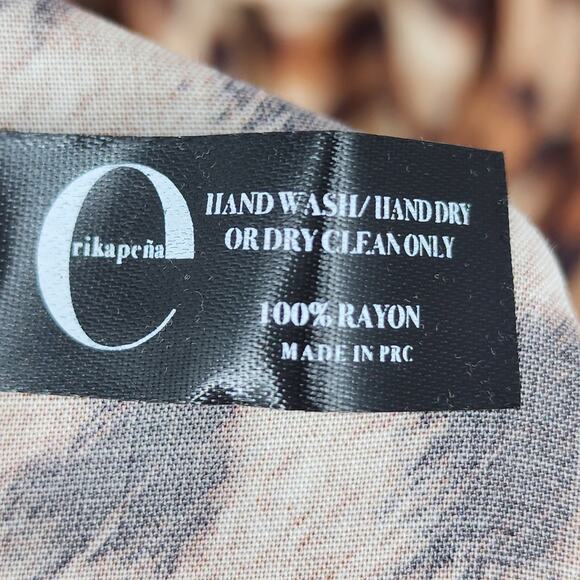 erikapeña
HAND WASH/ HAND DRY
OR DRY CLEAN ONLY
100% RAYON
MADE IN PRC